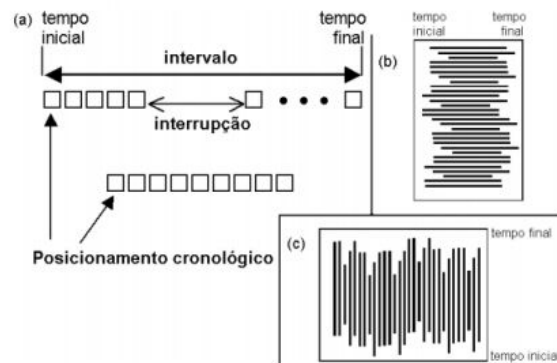 (a)
tempo
inicial
tempo
final
intervalo
interrupção
Posicionamento cronológico
tempo
inicial
tempo
final
(b)
(c)
tempo final
tempo inicial